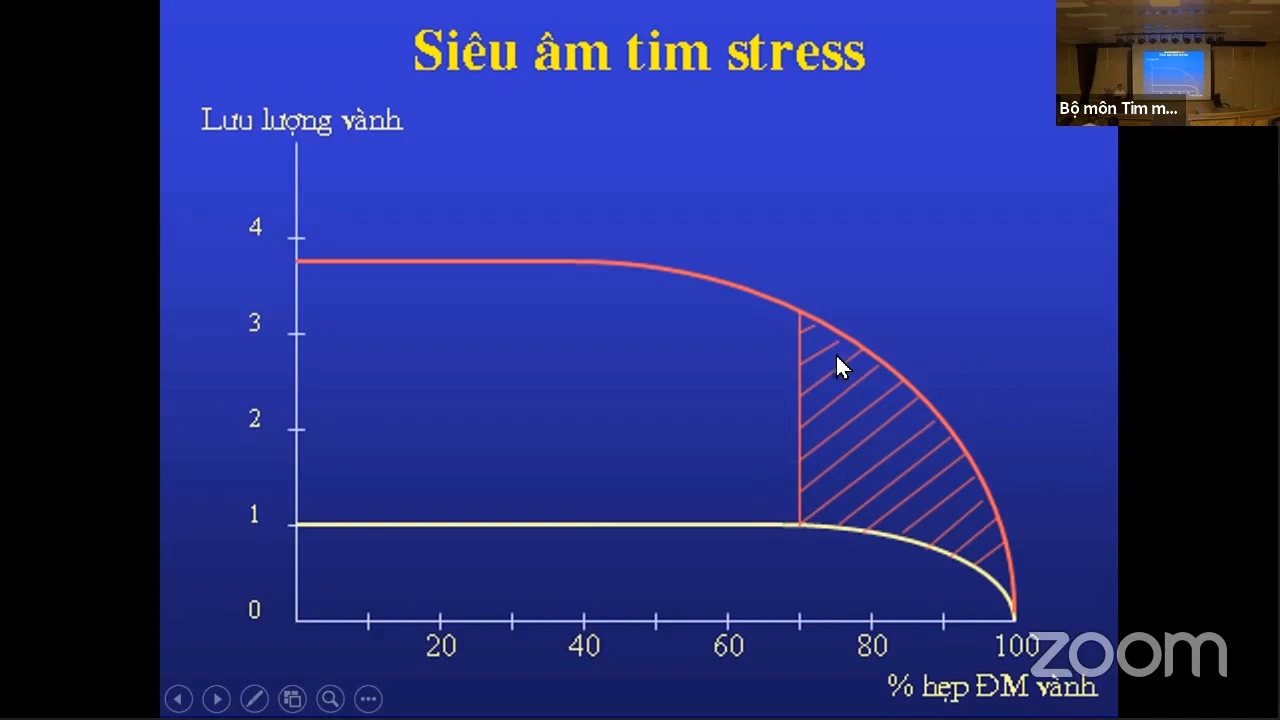 Siêu âm tim stress
Bộ môn Tim m...
Lưu lượng vành
4
3
2
1
0
20 40 60 80 100
zoom
% hẹp ĐM vành